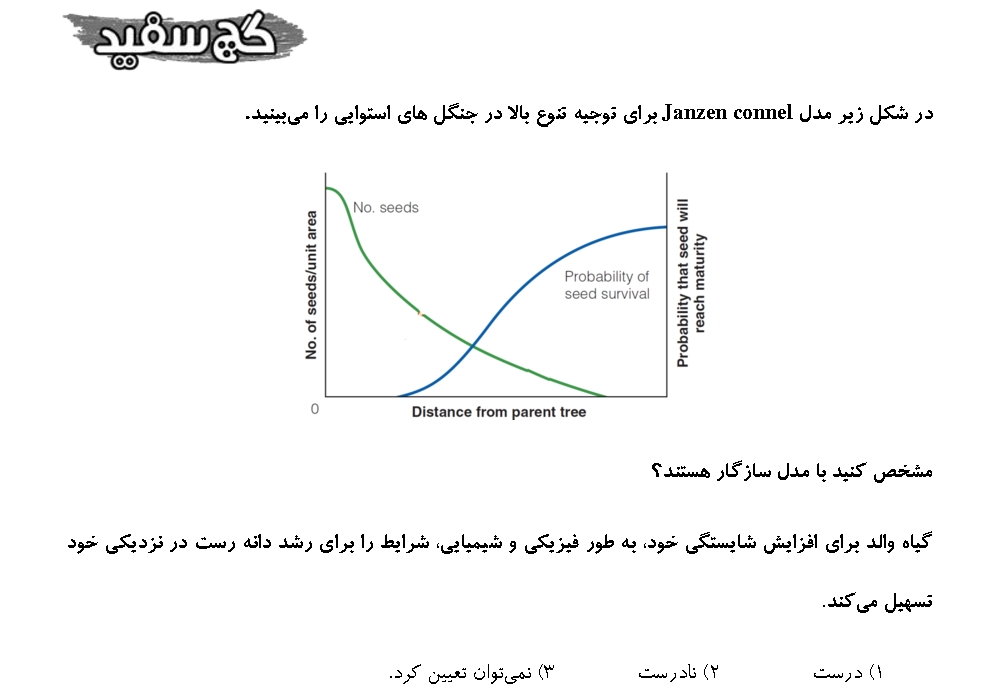 گچ سفید
در شکل زیر مدل Janzen connel برای توجیه تنوع بالا در جنگل های استوایی را می‌بینید.
No. seeds
No. of seeds/unit area
Probability of
seed survival
Probability that seed will
reach maturity
0
Distance from parent tree
مشخص کنید با مدل سازگار هستند؟
گیاه والد برای افزایش شایستگی خود، به طور فیزیکی و شیمیایی، شرایط را برای رشد دانه رست در نزدیکی خود
تسهیل می‌کند.
۱) درست ۲) نادرست ۳) نمی‌توان تعیین کرد.